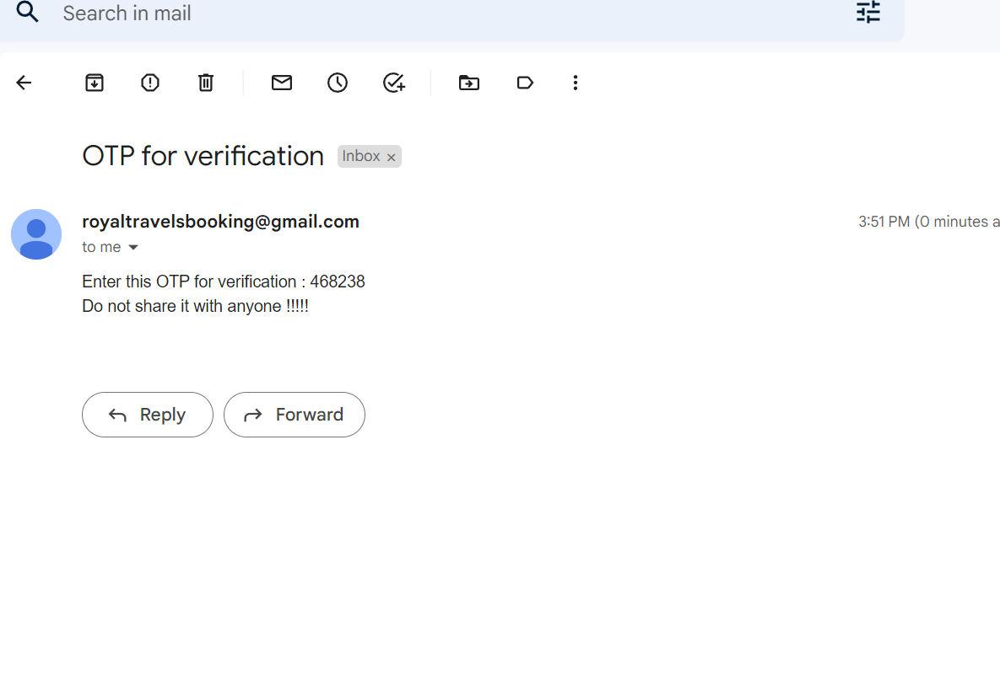 Search in mail
OTP for verification Inbox ×
royaltravelsbooking@gmail.com 3:51 PM (0 minutes a
to me
Enter this OTP for verification : 468238
Do not share it with anyone !!!!!
Reply Forward